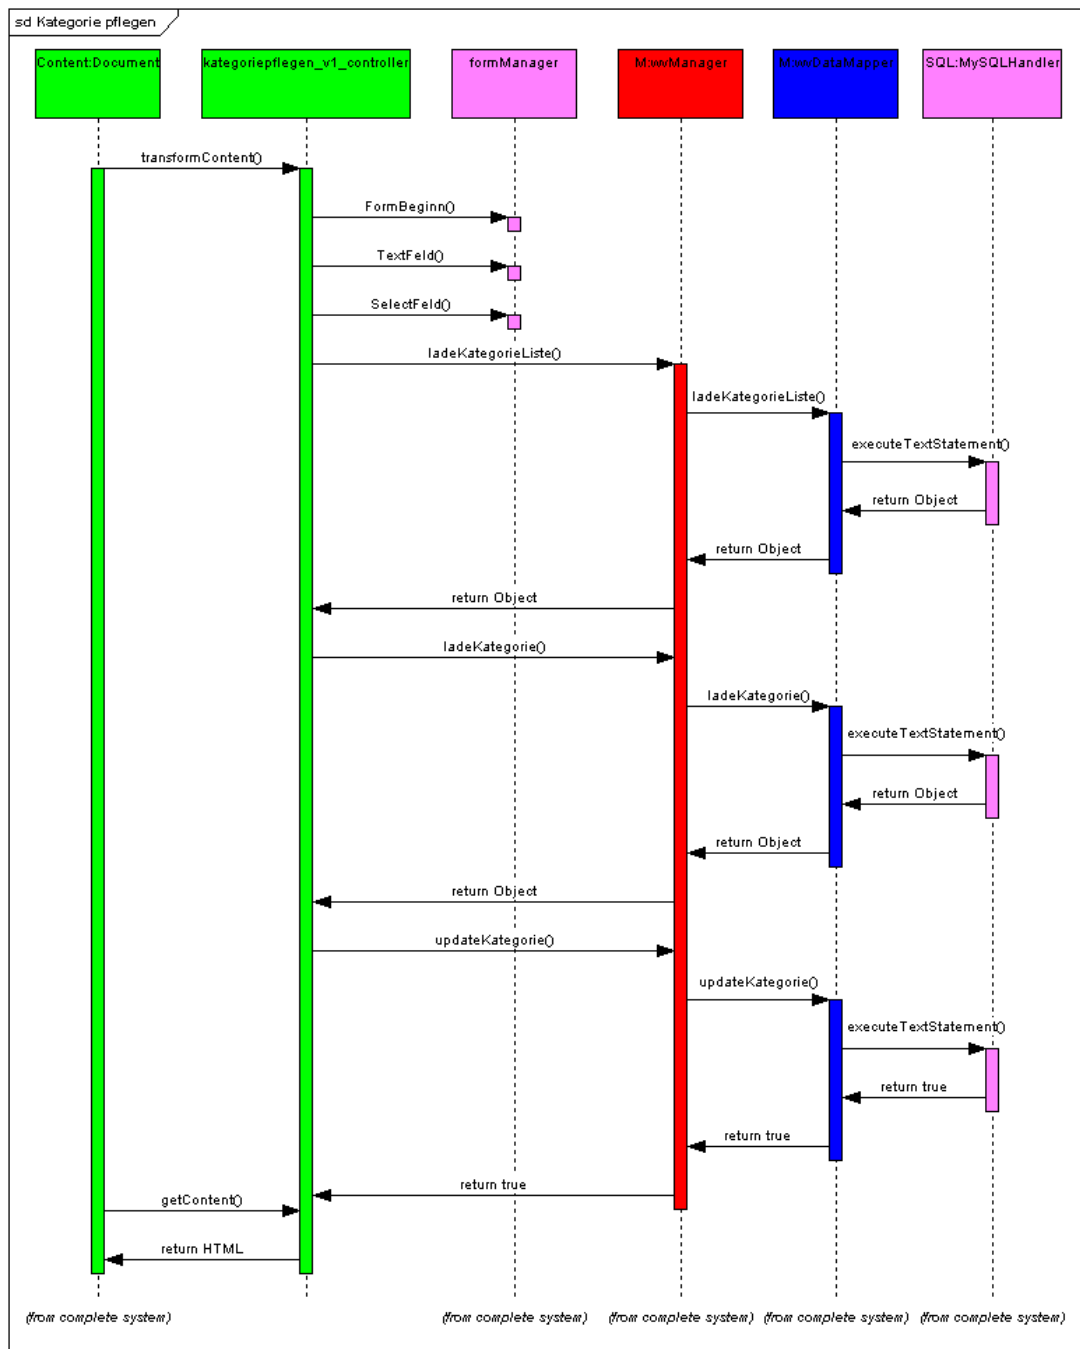 sd Kategorie pflegen
Content:Document
kategoriepflegen_v1_controller
formManager
M:wvManager
M:wvDataMapper
SQL:MySQLHandler
transformContent()
FormBeginn()
TextFeld()
SelectFeld()
ladeKategorieListe()
ladeKategorieListe()
executeTextStatement()
return Object
return Object
return Object
ladeKategorie()
ladeKategorie()
executeTextStatement()
return Object
return Object
return Object
updateKategorie()
updateKategorie()
executeTextStatement()
return true
return true
return true
getContent()
return HTML
(from complete system)
(from complete system)
(from complete system)
(from complete system)
(from complete system)